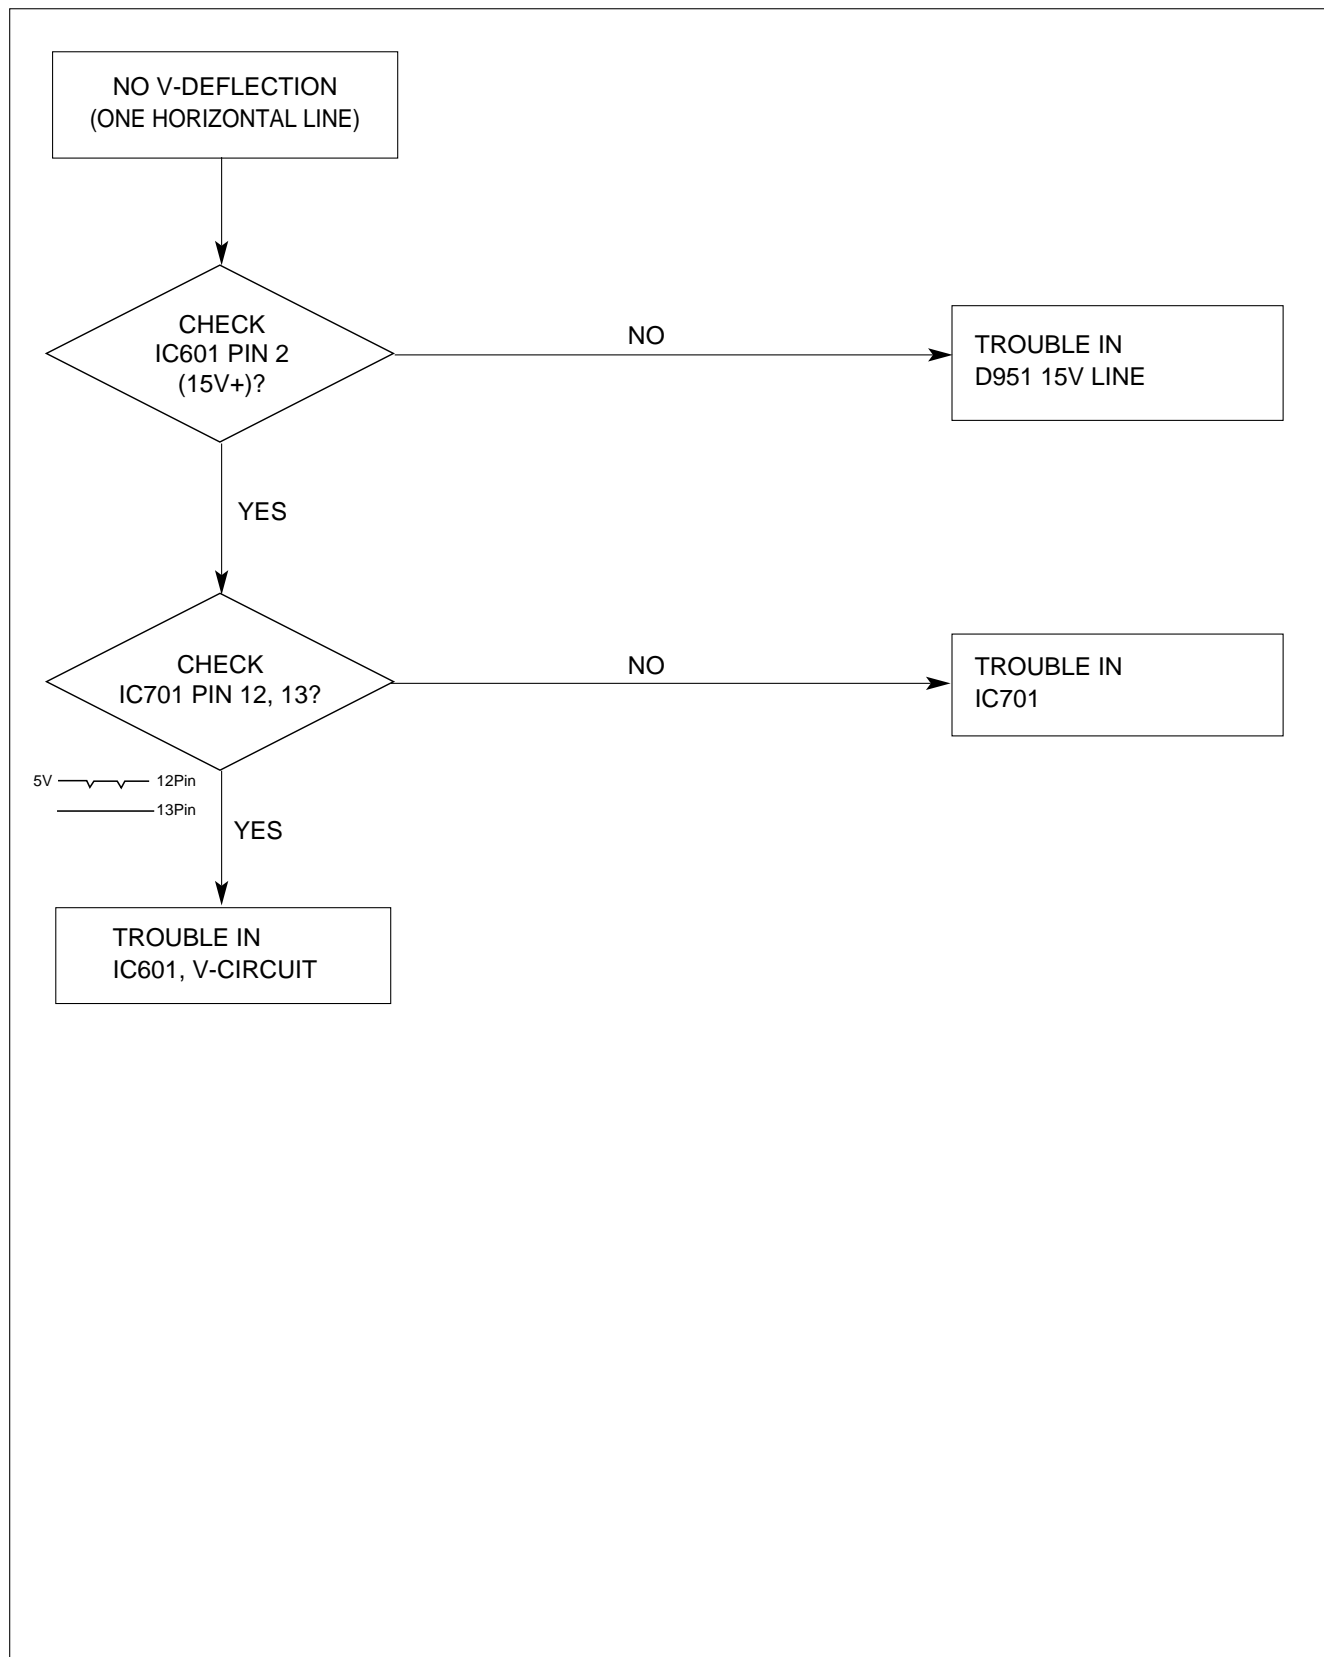 NO V-DEFLECTION
(ONE HORIZONTAL LINE)
CHECK
IC601 PIN 2
(15V+)?
NO
TROUBLE IN
D951 15V LINE
YES
CHECK
IC701 PIN 12, 13?
NO
TROUBLE IN
IC701
5V 12Pin
13Pin
YES
TROUBLE IN
IC601, V-CIRCUIT